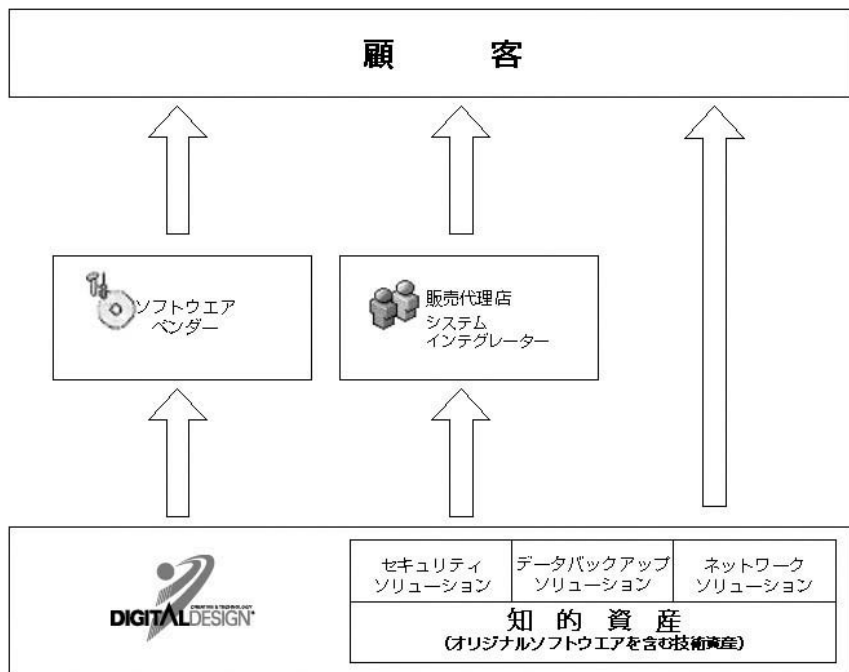 顧 客
ソフトウエア
ベンダー
販売代理店
システム
インテグレーター
CREATIVE & TECHNOLOGY
DIGITALDESIGN
セキュリティ
ソリューション
データバックアップ
ソリューション
ネットワーク
ソリューション
知 的 資 産
(オリジナルソフトウエアを含む技術資産)